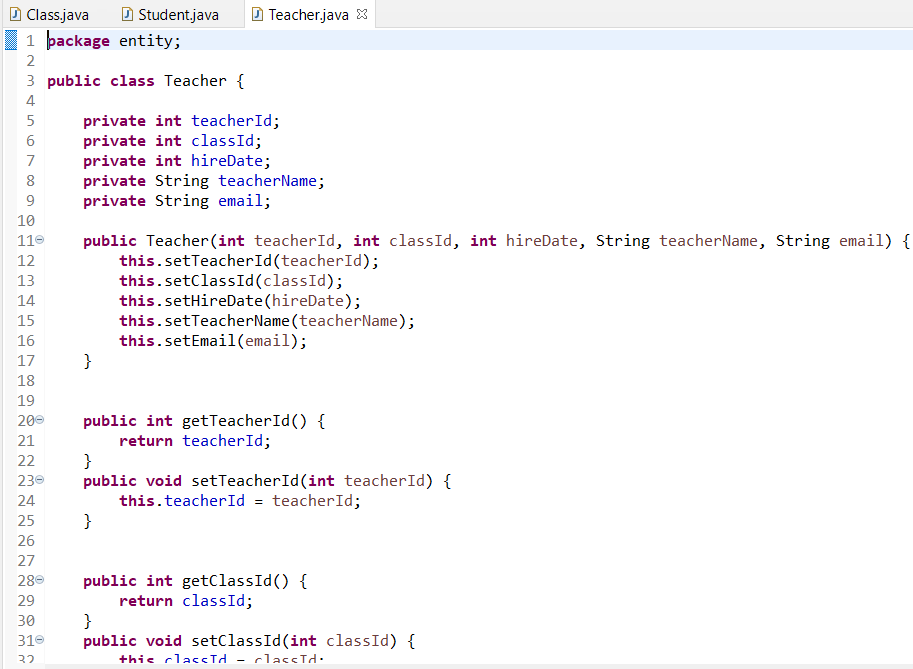 Class.java Student.java Teacher.java
1 package entity;
2
3 public class Teacher {
4
5 private int teacherId;
6 private int classId;
7 private int hireDate;
8 private String teacherName;
9 private String email;
10
11 public Teacher(int teacherId, int classId, int hireDate, String teacherName, String email) {
12 this.setTeacherId(teacherId);
13 this.setClassId(classId);
14 this.setHireDate(hireDate);
15 this.setTeacherName(teacherName);
16 this.setEmail(email);
17 }
18
19
20 public int getTeacherId() {
21 return teacherId;
22 }
23 public void setTeacherId(int teacherId) {
24 this.teacherId = teacherId;
25 }
26
27
28 public int getClassId() {
29 return classId;
30 }
31 public void setClassId(int classId) {
32 this.classId = classId;